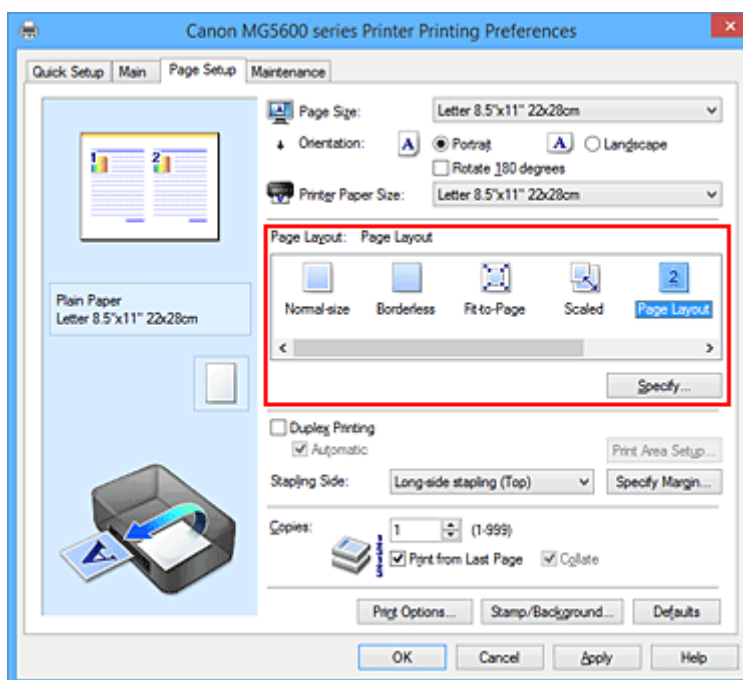 Canon MG5600 series Printer Printing Preferences
Quick Setup Main Page Setup Maintenance
1 2
Plain Paper
Letter 8.5"x11" 22x28cm
Page Size: Letter 8.5"x11" 22x28cm
Orientation: A Portrait A Landscape
Rotate 180 degrees
Printer Paper Size: Letter 8.5"x11" 22x28cm
Page Layout: Page Layout
2
Normal-size Borderless Fit-to-Page Scaled Page Layout
Specify...
Duplex Printing
Automatic
Print Area Setup...
Stapling Side: Long-side stapling (Top) Specify Margin...
Copies: 1 (1-999)
Print from Last Page Collate
A
Print Options... Stamp/Background... Defaults
OK Cancel Apply Help